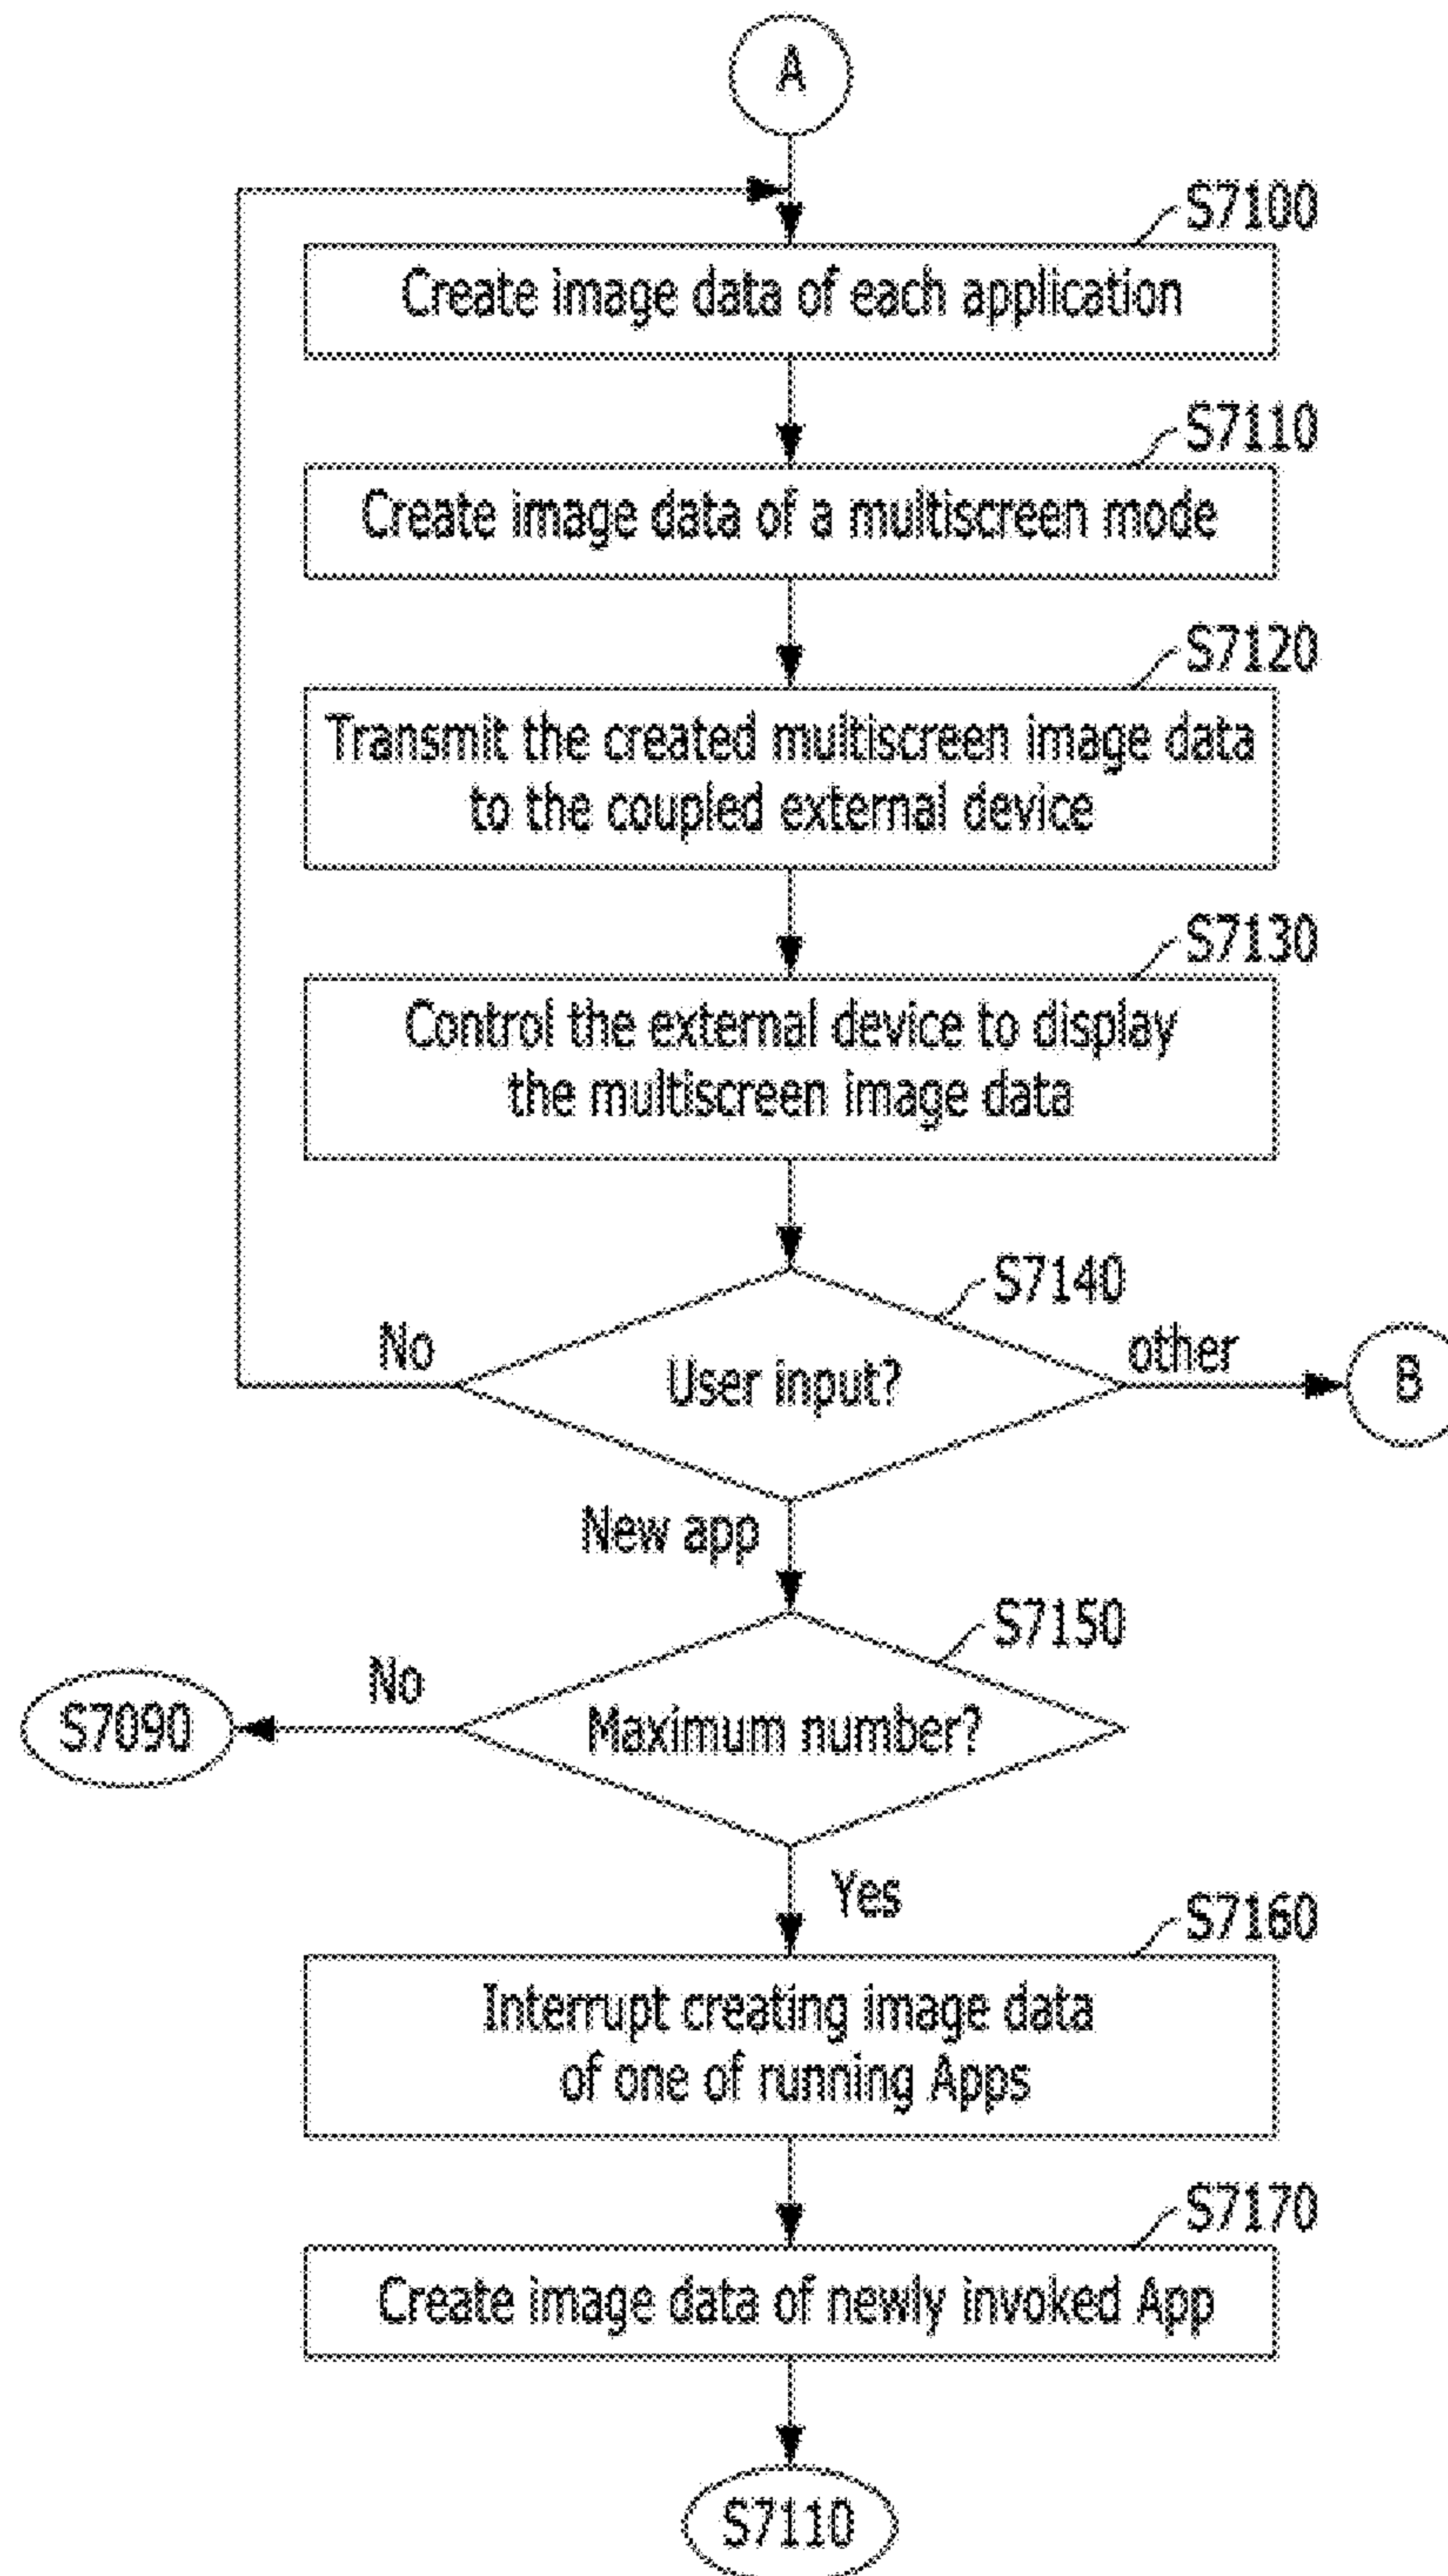 A
S7100
Create image data of each application
S7110
Create image data of a multiscreen mode
S7120
Transmit the created multiscreen image data
to the coupled external device
S7130
Control the external device to display
the multiscreen image data
S7140
No
User input?
other
B
New app
S7150
No
S7090
Maximum number?
Yes
S7160
Interrupt creating image data
of one of running Apps
S7170
Create image data of newly invoked App
S7110